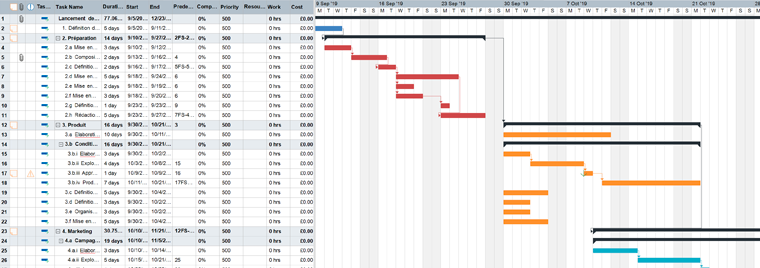 9 Sep '19 16 Sep '19 23 Sep '19 30 Sep '19 7 Oct '19 14 Oct '19 21 Oct '19 28
Tas... Task Name Durati... Start End Prede... Comp... Priority Resou... Work Cost
1 Lancement de... 77.36... 9/5/20... 12/23/... 0% 500 0 hrs £0.00
2 1. Définition d... 5 days 9/5/20... 9/11/2... 0% 500 0 hrs £0.00
3 2. Préparation 14 days 9/10/... 9/27/... 2FS-2... 0% 500 0 hrs £0.00
4 2.a Mise en... 3 days 9/10/2... 9/12/2... 0% 500 0 hrs £0.00
5 2.b Composi... 2 days 9/13/2... 9/16/2... 4 0% 500 0 hrs £0.00
6 2.c Définitio... 2 days 9/16/2... 9/17/2... 5FS-5... 0% 500 0 hrs £0.00
7 2.d Mise en... 5 days 9/18/2... 9/24/2... 6 0% 500 0 hrs £0.00
8 2.e Mise en... 2 days 9/18/2... 9/19/2... 6 0% 500 0 hrs £0.00
9 2.f Mise en... 3 days 9/18/2... 9/20/2... 6 0% 500 0 hrs £0.00
10 2.g Définitio... 1 day 9/23/2... 9/23/2... 9 0% 500 0 hrs £0.00
11 2.h Rédactio... 5 days 9/23/2... 9/27/2... 7FS-4... 0% 500 0 hrs £0.00
12 3. Produit 16 days 9/30/... 10/21/... 3 0% 500 0 hrs £0.00
13 3.a Elaborati... 10 days 9/30/2... 10/11/... 0% 500 0 hrs £0.00
14 3.b Conditi... 16 days 9/30/... 10/21/... 0% 500 0 hrs £0.00
15 3.b.i Elabor... 3 days 9/30/2... 10/2/2... 0% 500 0 hrs £0.00
16 3.b.ii Explo... 4 days 10/3/2... 10/8/2... 15 0% 500 0 hrs £0.00
17 3.b.iii Appr... 1 day 10/9/2... 10/9/2... 16 0% 500 0 hrs £0.00
18 3.b.iv Prod... 7 days 10/11/... 10/21/... 17FS... 0% 500 0 hrs £0.00
19 3.c Définitio... 5 days 9/30/2... 10/4/2... 0% 500 0 hrs £0.00
20 3.d Définitio... 3 days 9/30/2... 10/2/2... 0% 500 0 hrs £0.00
21 3.e Organis... 3 days 9/30/2... 10/2/2... 0% 500 0 hrs £0.00
22 3.f Mise en... 5 days 9/30/2... 10/4/2... 0% 500 0 hrs £0.00
23 4. Marketing 30.75... 10/10/... 11/21/... 12FS-... 0% 500 0 hrs £0.00
24 4.a Campag... 19 days 10/10/... 11/5/2... 0% 500 0 hrs £0.00
25 4.a.i Elabor... 3 days 10/10/... 10/14/... 0% 500 0 hrs £0.00
26 4.a.ii Explo... 5 days 10/15/... 10/21/... 25 0% 500 0 hrs £0.00